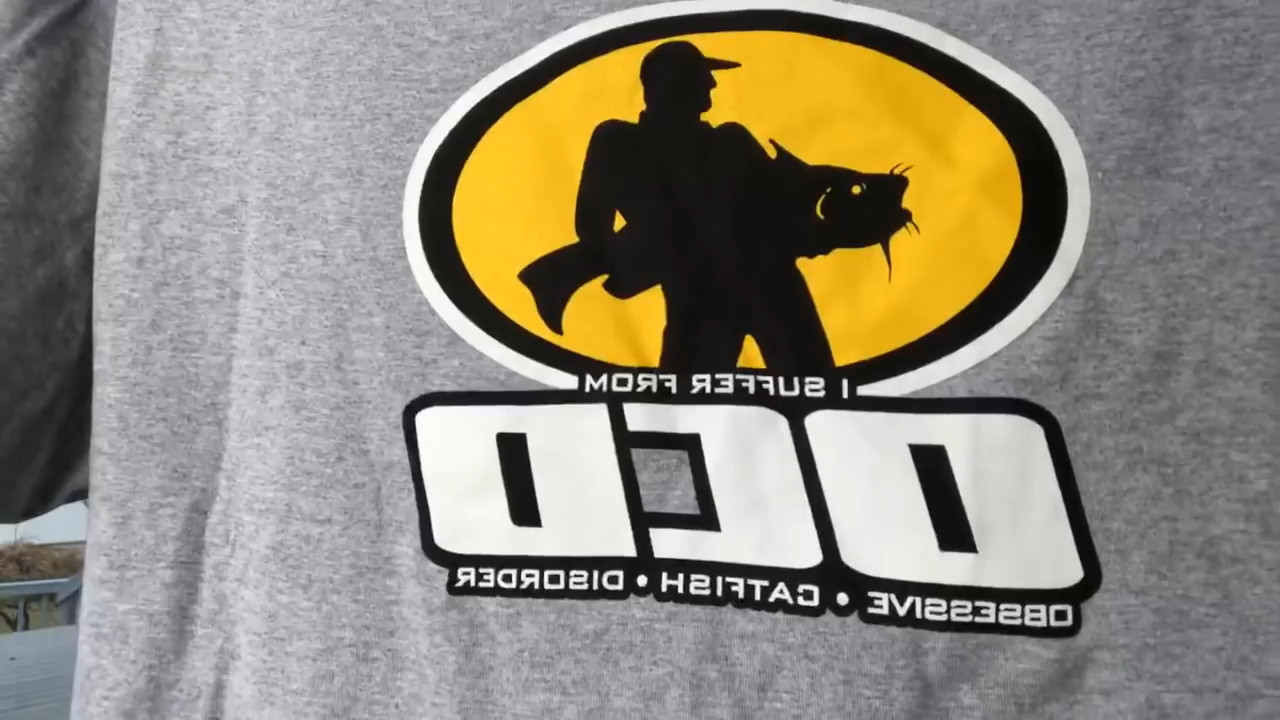 I SUFFER FROM
OCD
OBSESSIVE • CATFISH • DISORDER